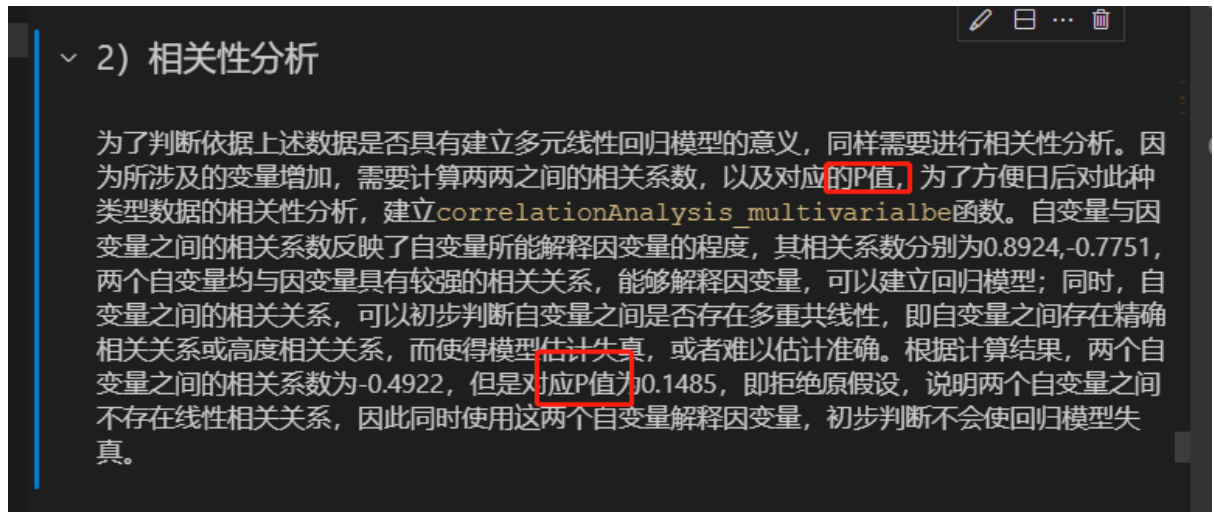 2）相关性分析
为了判断依据上述数据是否具有建立多元线性回归模型的意义，同样需要进行相关性分析。因
为所涉及的变量增加，需要计算两两之间的相关系数，以及对应的P值，为了方便日后对此种
类型数据的相关性分析，建立correlationAnalysis_multivarialbe函数。自变量与因
变量之间的相关系数反映了自变量所能解释因变量的程度，其相关系数分别为0.8924,-0.7751，
两个自变量均与因变量具有较强的相关关系，能够解释因变量，可以建立回归模型；同时，自
变量之间的相关关系，可以初步判断自变量之间是否存在多重共线性，即自变量之间存在精确
相关关系或高度相关关系，而使得模型估计失真，或者难以估计准确。根据计算结果，两个自
变量之间的相关系数为-0.4922，但是对应P值为0.1485，即拒绝原假设，说明两个自变量之间
不存在线性相关关系，因此同时使用这两个自变量解释因变量，初步判断不会使回归模型失
真。